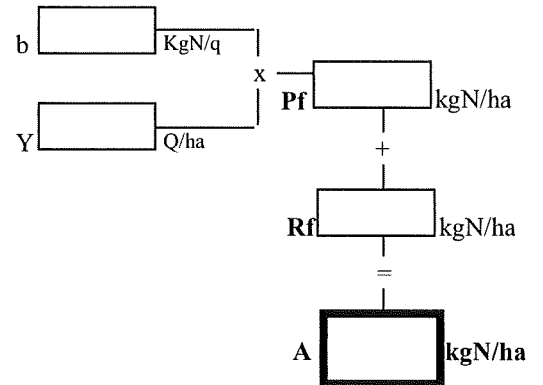 b KgN/q
x
Pf kgN/ha
Y Q/ha
+
Rf kgN/ha
=
A kgN/ha